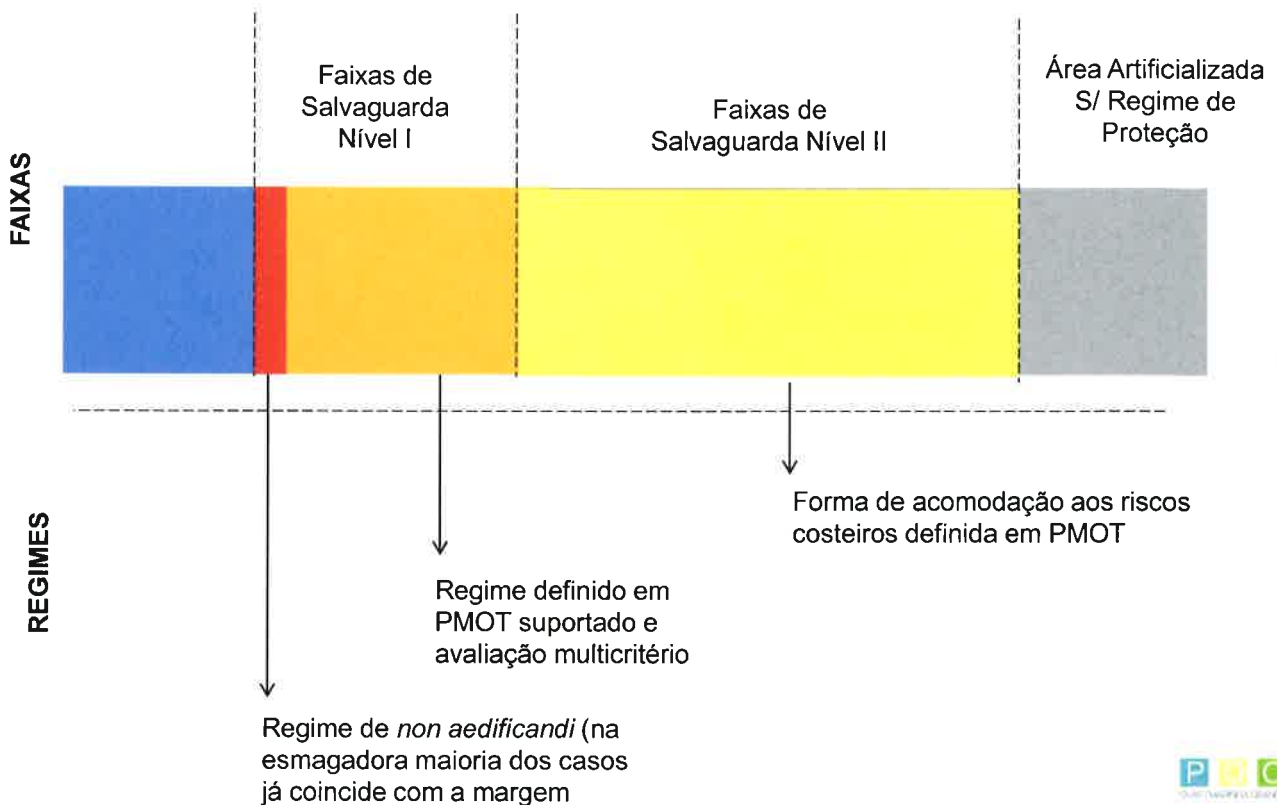 Faixas de
Salvaguarda
Nível I
Faixas de
Salvaguarda Nível II
Área Artificializada
S/ Regime de
Proteção
FAIXAS
REGIMES
Forma de acomodação aos riscos
costeiros definida em PMOT
Regime definido em
PMOT suportado e
avaliação multicritério
Regime de non aedificandi (na
esmagadora maioria dos casos
já coincide com a margem
P
C